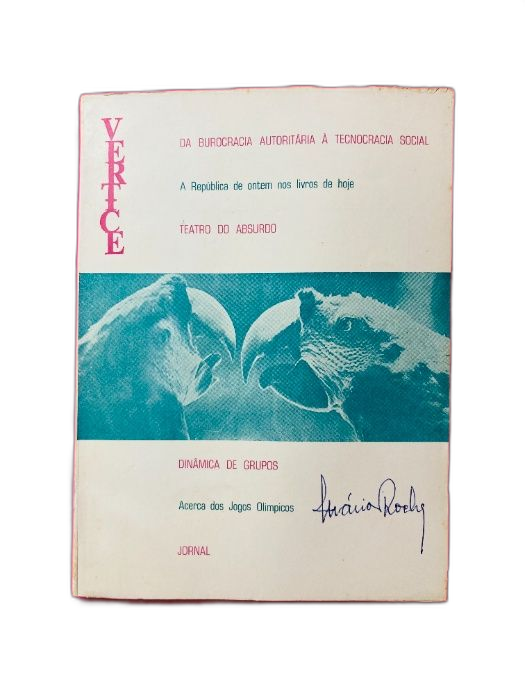 VERTICE
DA BUROCRACIA AUTORITÁRIA À TECNOCRACIA SOCIAL
A República de ontem nos livros de hoje
TEATRO DO ABSURDO
DINÂMICA DE GRUPOS
Acerca dos Jogos Olímpicos
JORNAL